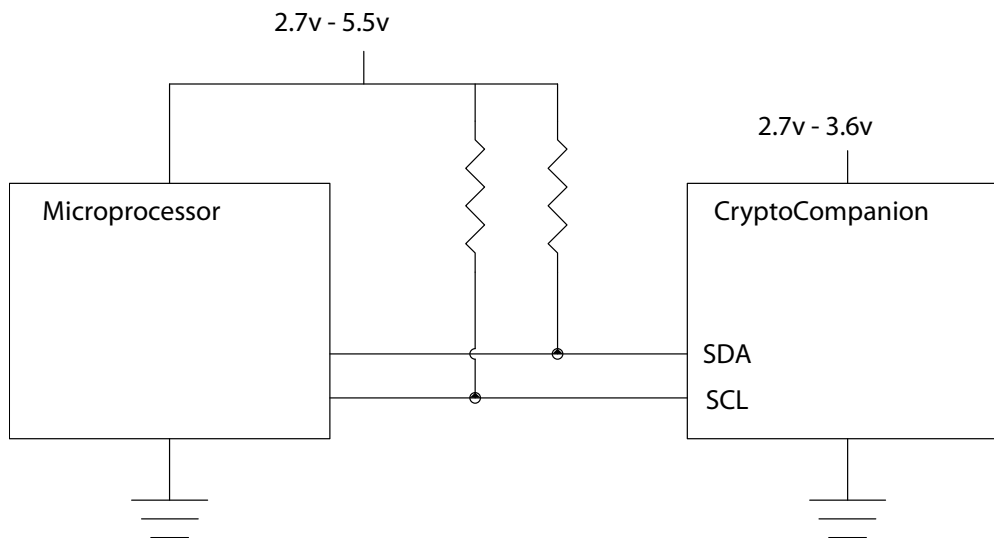 2.7v - 5.5v
2.7v - 3.6v
Microprocessor
CryptoCompanion
SDA
SCL